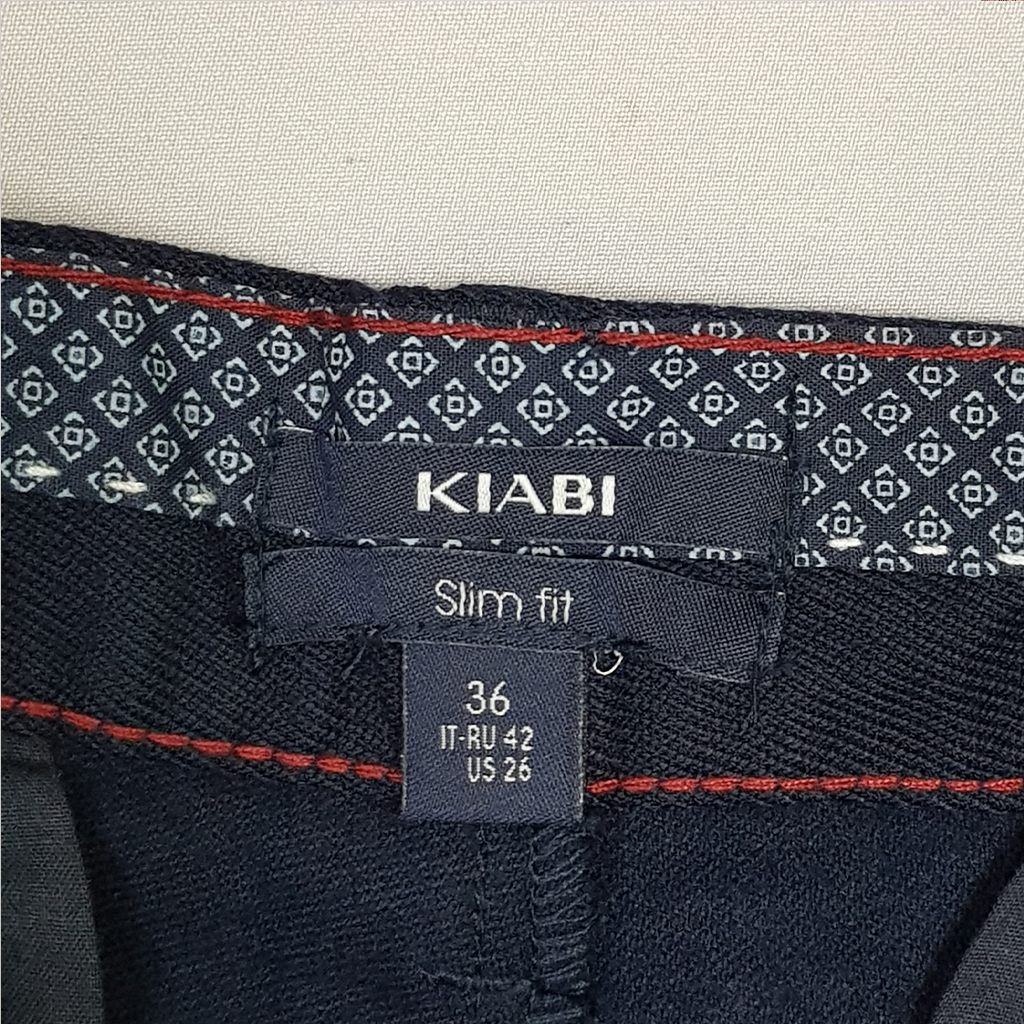 KIABI
Slim fit
36
IT-RU 42
US 26